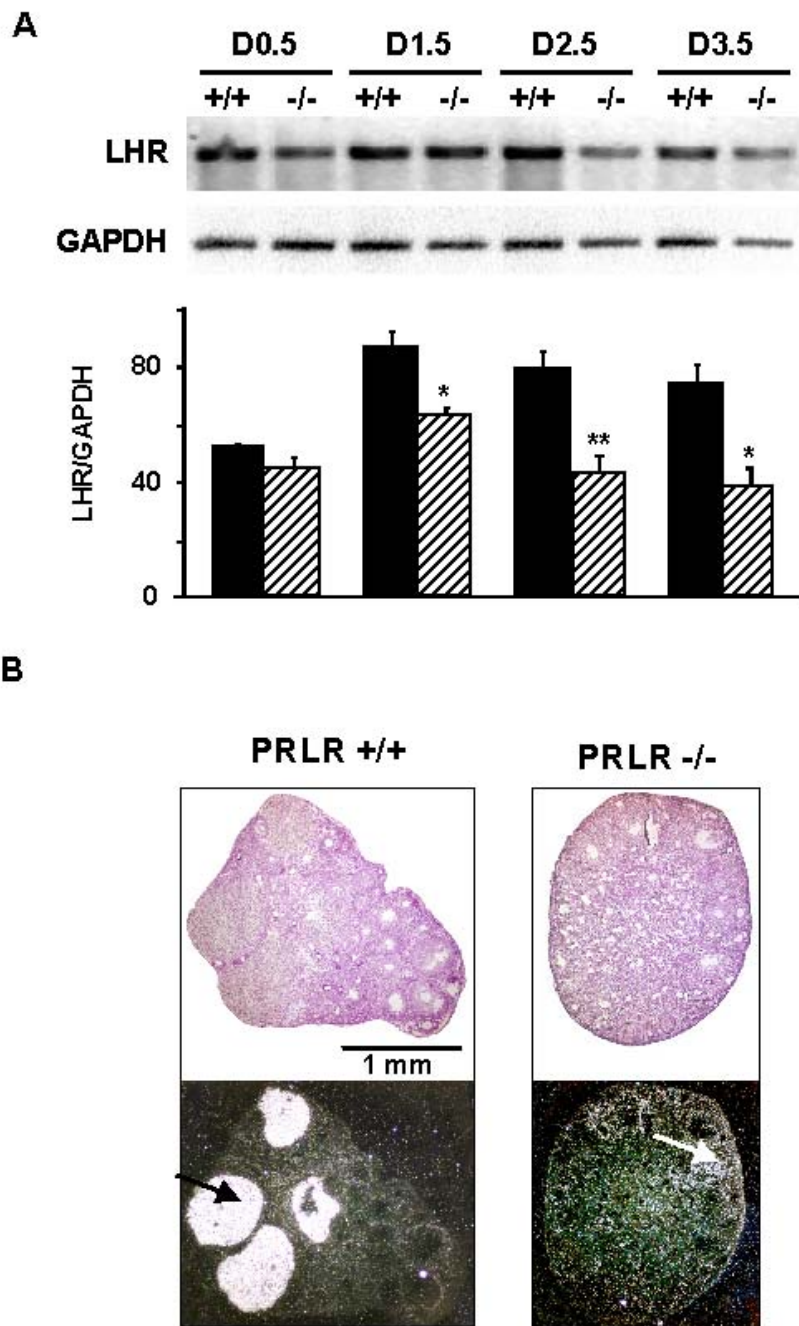 A
D0.5 D1.5 D2.5 D3.5
+/+ -/- +/+ -/- +/+ -/- +/+ -/-
LHR
GAPDH
LHR/GAPDH
80
*
**
*
40
0
B
PRLR +/+ PRLR -/-
1 mm